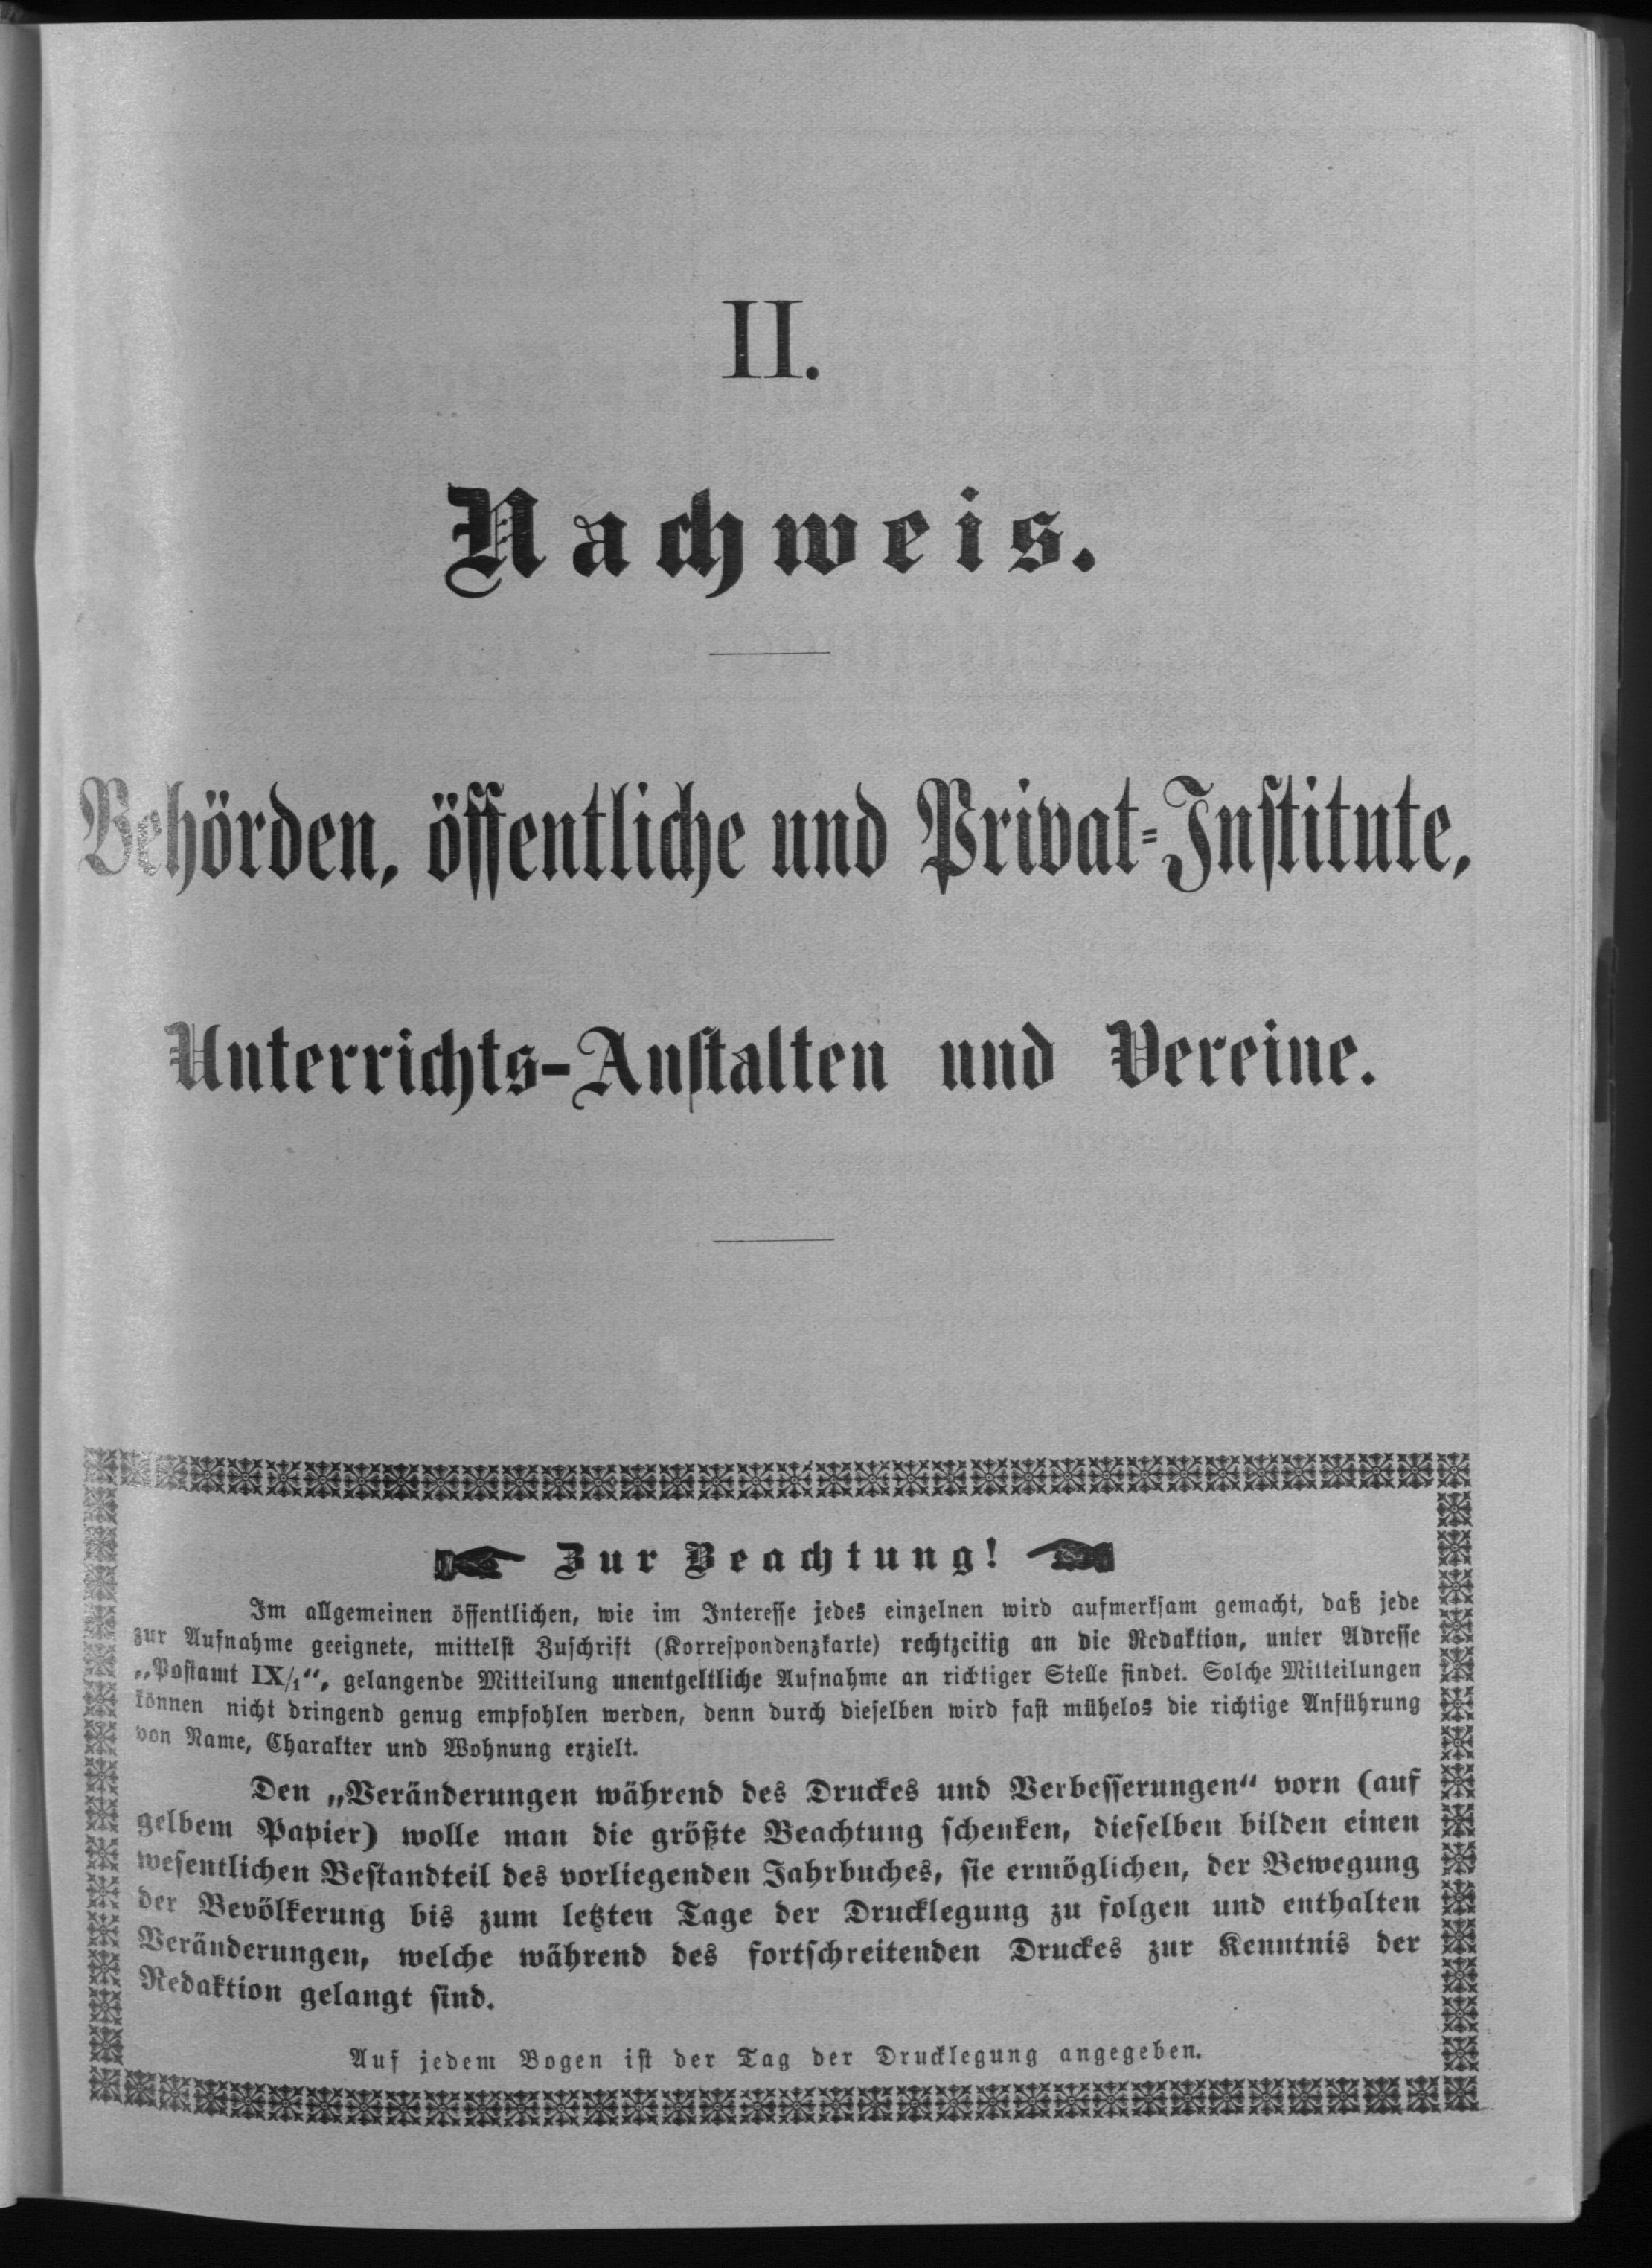 II.
Nachweis.
Behörden, öffentliche und Privat-Institute,
Unterrichts-Anstalten und Vereine.
Zur Beachtung!
Im allgemeinen öffentlichen, wie im Interesse jedes einzelnen wird aufmerksam gemacht, daß jede
zur Aufnahme geeignete, mittelst Zuschrift (Korrespondenzkarte) rechtzeitig an die Redaktion, unter Adresse
„Postamt IX/1“, gelangende Mitteilung unentgeltliche Aufnahme an richtiger Stelle findet. Solche Mitteilungen
können nicht dringend genug empfohlen werden, denn durch dieselben wird fast mühelos die richtige Anführung
von Name, Charakter und Wohnung erzielt.
Den „Veränderungen während des Druckes und Verbesserungen“ vorn (auf
gelbem Papier) wolle man die größte Beachtung schenken, dieselben bilden einen
wesentlichen Bestandteil des vorliegenden Jahrbuches, sie ermöglichen, der Bewegung
der Bevölkerung bis zum letzten Tage der Drucklegung zu folgen und enthalten
Veränderungen, welche während des fortschreitenden Druckes zur Kenntnis der
Redaktion gelangt sind.
Auf jedem Bogen ist der Tag der Drucklegung angegeben.